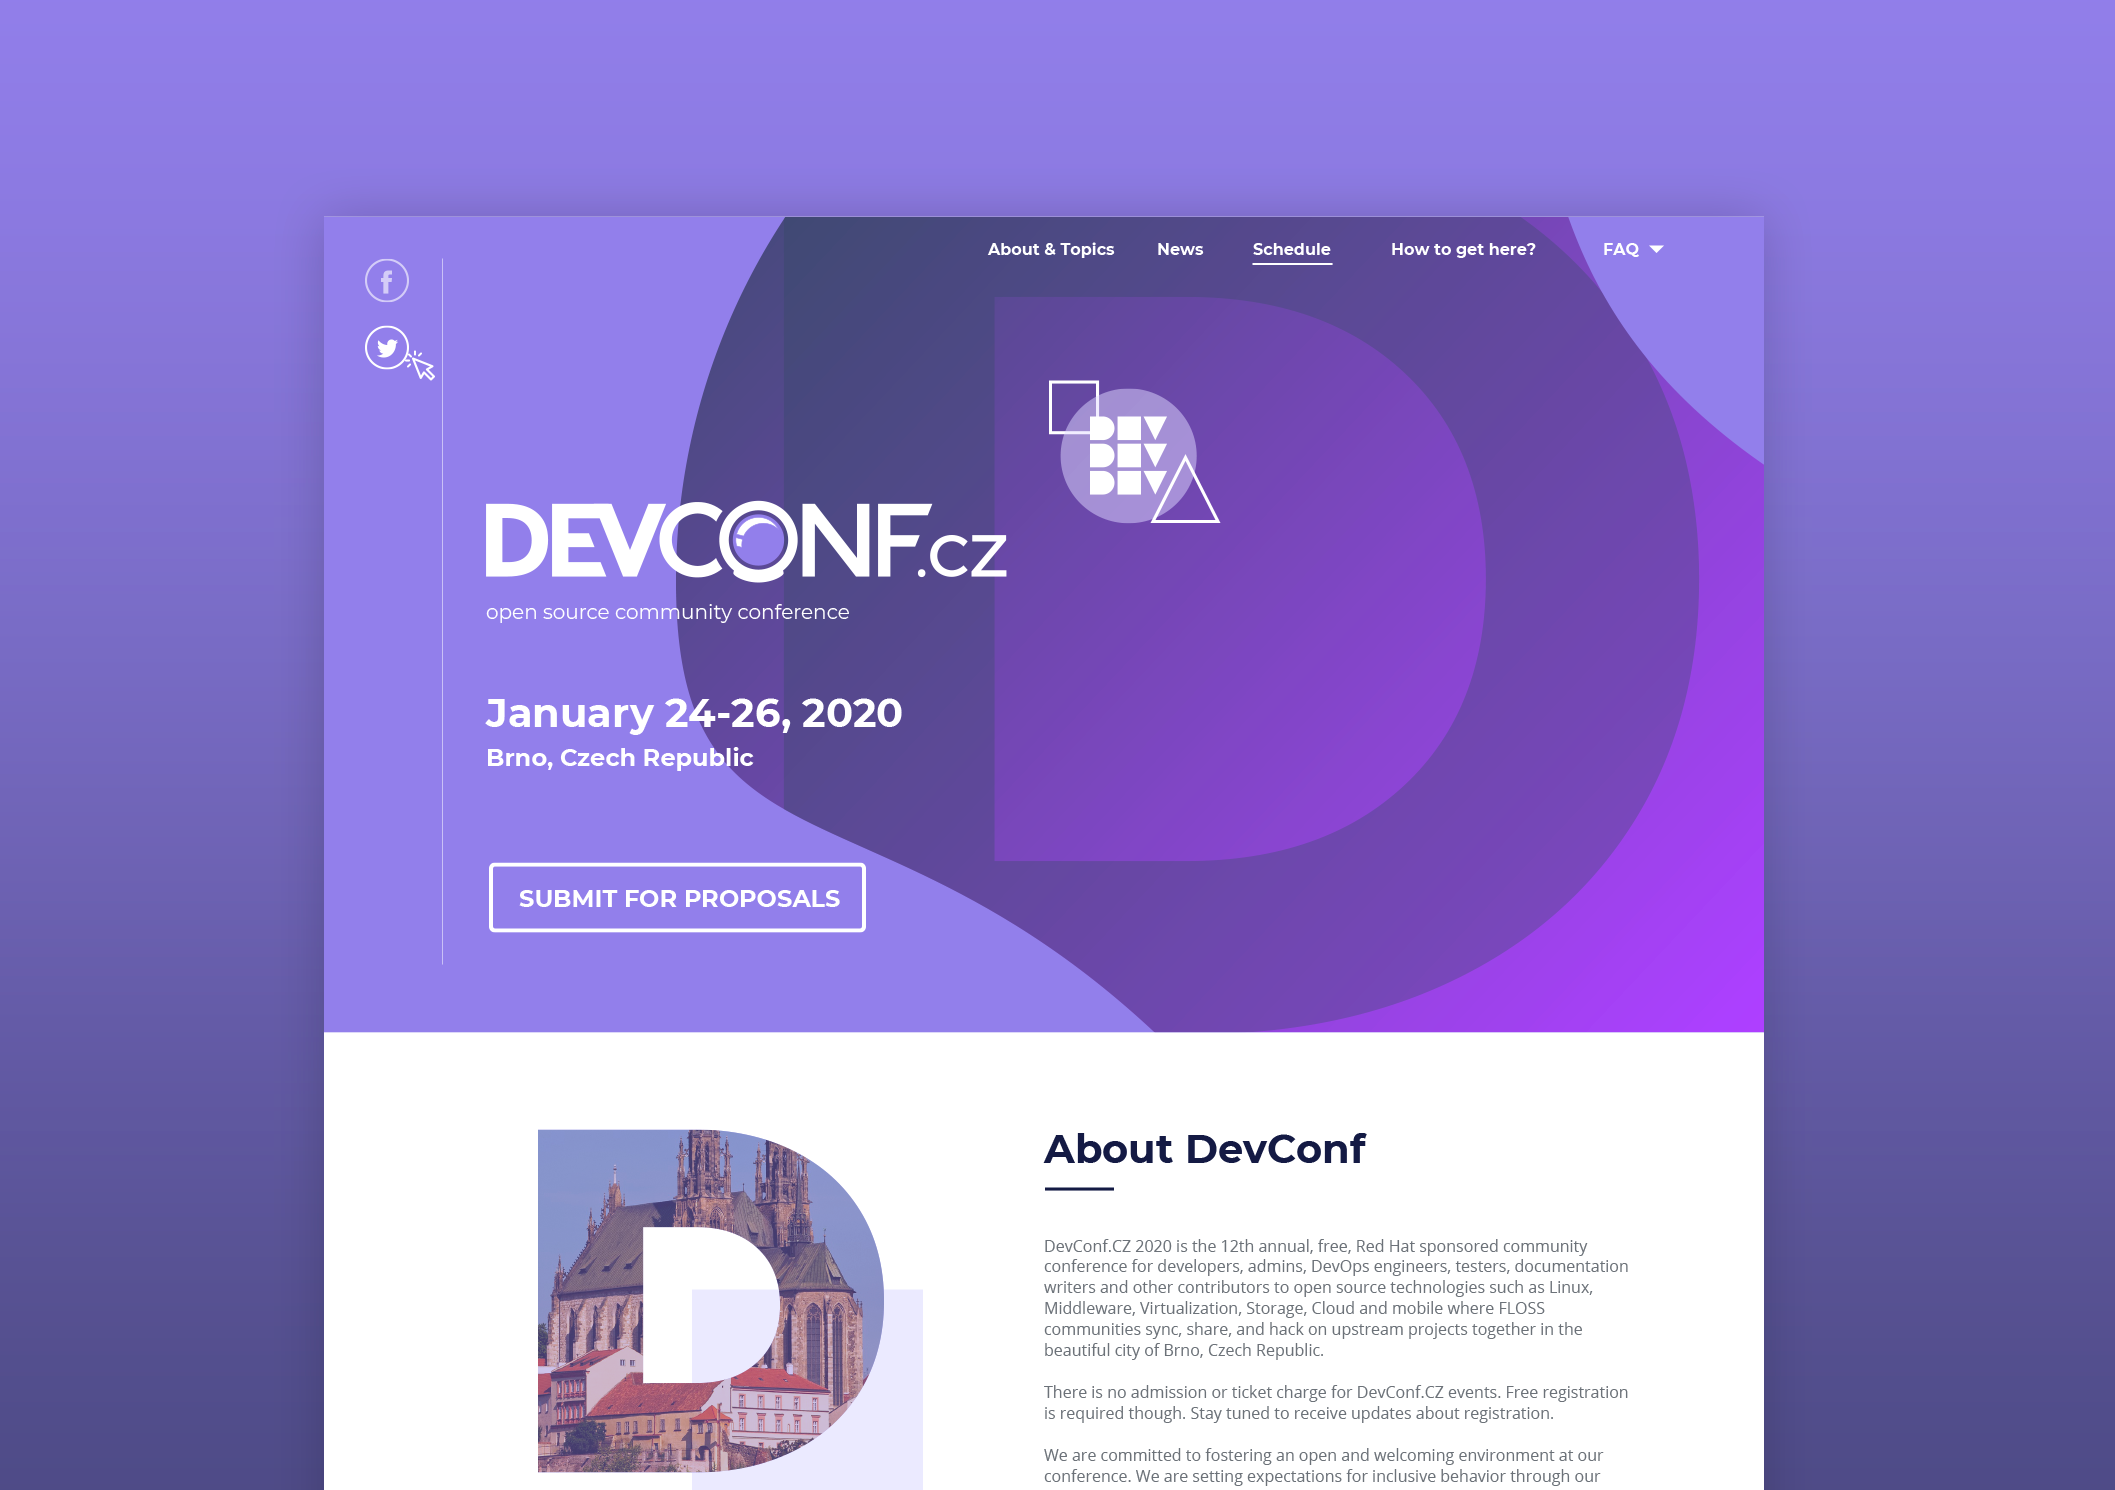 About & Topics
News
Schedule
How to get here?
FAQ
DEV
DEV
DEV
DEVCONF.cz
open source community conference
January 24-26, 2020
Brno, Czech Republic
SUBMIT FOR PROPOSALS
About DevConf
DevConf.CZ 2020 is the 12th annual, free, Red Hat sponsored community
conference for developers, admins, DevOps engineers, testers, documentation
writers and other contributors to open source technologies such as Linux,
Middleware, Virtualization, Storage, Cloud and mobile where FLOSS
communities sync, share, and hack on upstream projects together in the
beautiful city of Brno, Czech Republic.
There is no admission or ticket charge for DevConf.CZ events. Free registration
is required though. Stay tuned to receive updates about registration.
We are committed to fostering an open and welcoming environment at our
conference. We are setting expectations for inclusive behavior through our